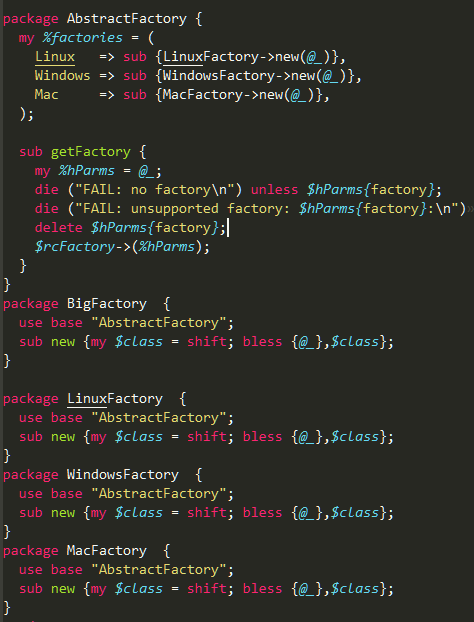 package AbstractFactory {
  my %factories = (
    Linux   => sub {LinuxFactory->new(@_)},
    Windows => sub {WindowsFactory->new(@_)},
    Mac     => sub {MacFactory->new(@_)},
  );

  sub getFactory {
    my %hParms = @_;
    die ("FAIL: no factory\n") unless $hParms{factory};
    die ("FAIL: unsupported factory: $hParms{factory}:\n")
    delete $hParms{factory};
    $rcFactory->(%hParms);
  }
}
package BigFactory  {
  use base "AbstractFactory";
  sub new {my $class = shift; bless {@_},$class};
}

package LinuxFactory  {
  use base "AbstractFactory";
  sub new {my $class = shift; bless {@_},$class};
}
package WindowsFactory  {
  use base "AbstractFactory";
  sub new {my $class = shift; bless {@_},$class};
}
package MacFactory  {
  use base "AbstractFactory";
  sub new {my $class = shift; bless {@_},$class};
}